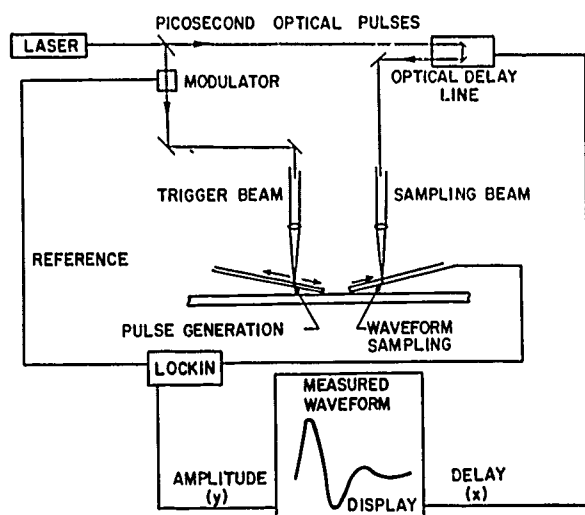 PICOSECOND OPTICAL PULSES
LASER
MODULATOR
OPTICAL DELAY
LINE
TRIGGER BEAM
SAMPLING BEAM
REFERENCE
PULSE GENERATION
WAVEFORM
SAMPLING
LOCKIN
MEASURED
WAVEFORM
AMPLITUDE
(y)
DELAY
(x)
DISPLAY